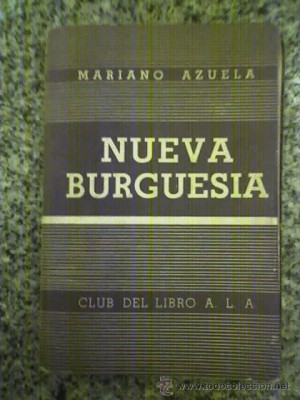 MARIANO AZUELA
NUEVA
BURGUESIA
CLUB DEL LIBRO A. L. A.
www.todocoleccion.net